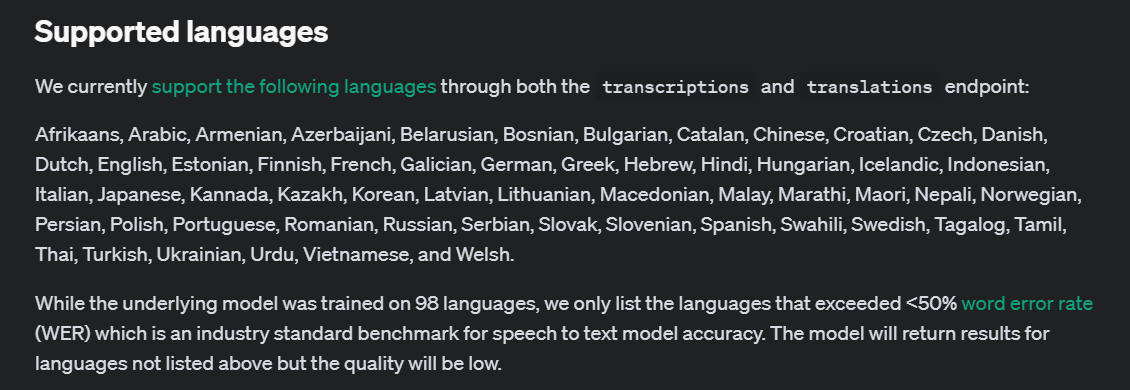 Supported languages
We currently support the following languages through both the transcriptions and translations endpoint:
Afrikaans, Arabic, Armenian, Azerbaijani, Belarusian, Bosnian, Bulgarian, Catalan, Chinese, Croatian, Czech, Danish,
Dutch, English, Estonian, Finnish, French, Galician, German, Greek, Hebrew, Hindi, Hungarian, Icelandic, Indonesian,
Italian, Japanese, Kannada, Kazakh, Korean, Latvian, Lithuanian, Macedonian, Malay, Marathi, Maori, Nepali, Norwegian,
Persian, Polish, Portuguese, Romanian, Russian, Serbian, Slovak, Slovenian, Spanish, Swahili, Swedish, Tagalog, Tamil,
Thai, Turkish, Ukrainian, Urdu, Vietnamese, and Welsh.
While the underlying model was trained on 98 languages, we only list the languages that exceeded <50% word error rate
(WER) which is an industry standard benchmark for speech to text model accuracy. The model will return results for
languages not listed above but the quality will be low.